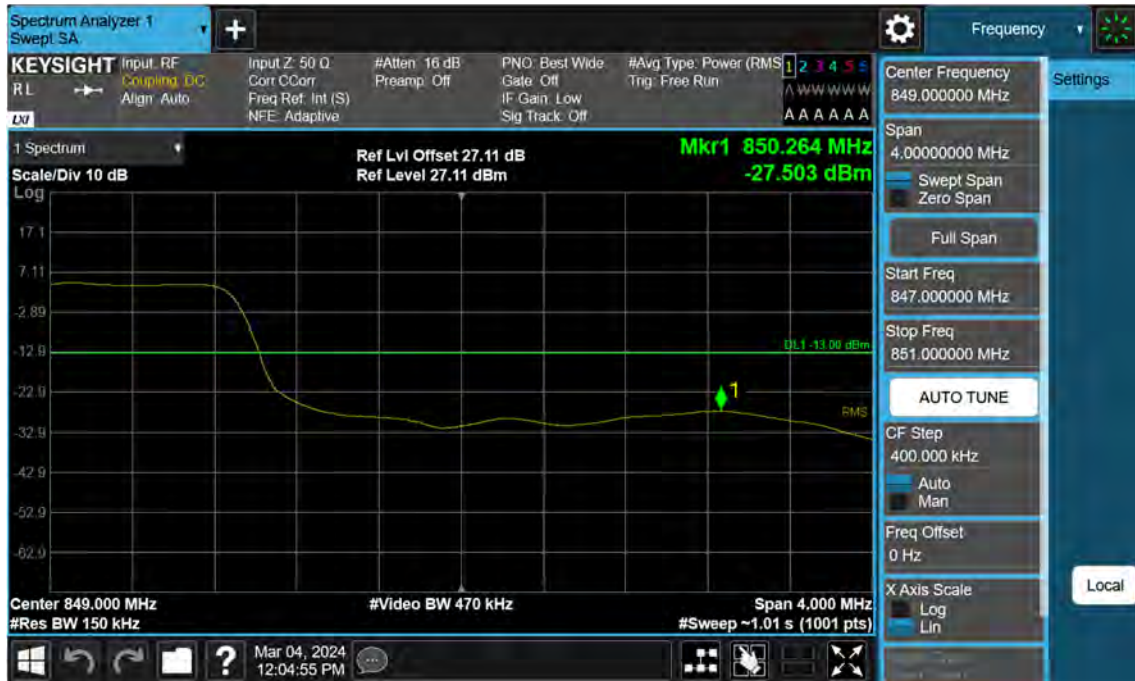 Spectrum Analyzer 1
Swept SA
Frequency
KEYSIGHT
RL
LXI
Input: RF
Coupling: DC
Align: Auto
Input Z: 50 Ω
Corr CCorr
Freq Ref: Int (S)
NFE: Adaptive
#Atten: 16 dB
Preamp: Off
PNO: Best Wide
Gate: Off
IF Gain: Low
Sig Track: Off
#Avg Type: Power (RMS
Trig: Free Run
1 2 3 4 5 6
A W W W W W
A A A A A A
1 Spectrum
Scale/Div 10 dB
Log
Ref Lvl Offset 27.11 dB
Ref Level 27.11 dBm
Mkr1 850.264 MHz
-27.503 dBm
17.1
7.11
-2.89
-12.9
-22.9
-32.9
-42.9
-52.9
-62.9
DL1 -13.00 dBm
1
RMS
Center 849.000 MHz
#Res BW 150 kHz
#Video BW 470 kHz
Span 4.000 MHz
#Sweep ~1.01 s (1001 pts)
Center Frequency
849.000000 MHz
Span
4.00000000 MHz
Swept Span
Zero Span
Full Span
Start Freq
847.000000 MHz
Stop Freq
851.000000 MHz
AUTO TUNE
CF Step
400.000 kHz
Auto
Man
Freq Offset
0 Hz
X Axis Scale
Log
Lin
Settings
Local
?
Mar 04, 2024
12:04:55 PM